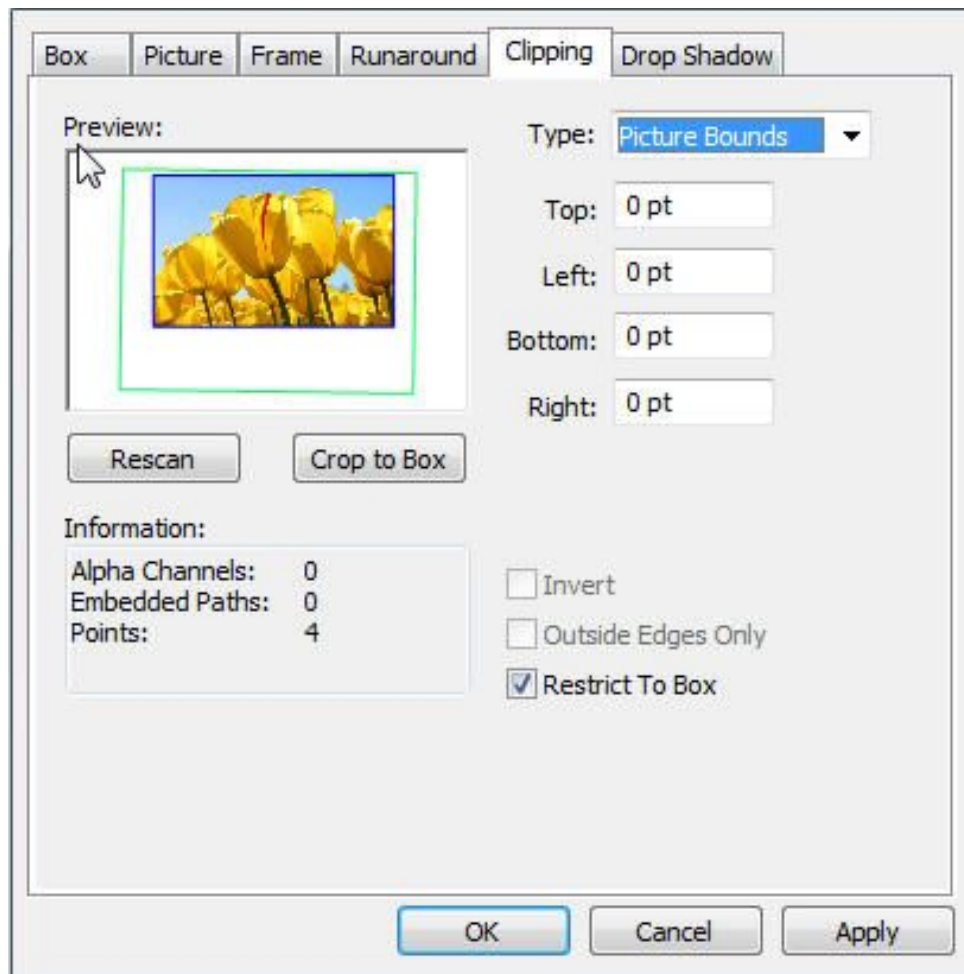 Box Picture Frame Runaround Clipping Drop Shadow
Preview:
Type: Picture Bounds
Top: 0 pt
Left: 0 pt
Bottom: 0 pt
Right: 0 pt
Rescan Crop to Box
Information:
Alpha Channels: 0
Embedded Paths: 0
Points: 4
Invert
Outside Edges Only
Restrict To Box
OK Cancel Apply